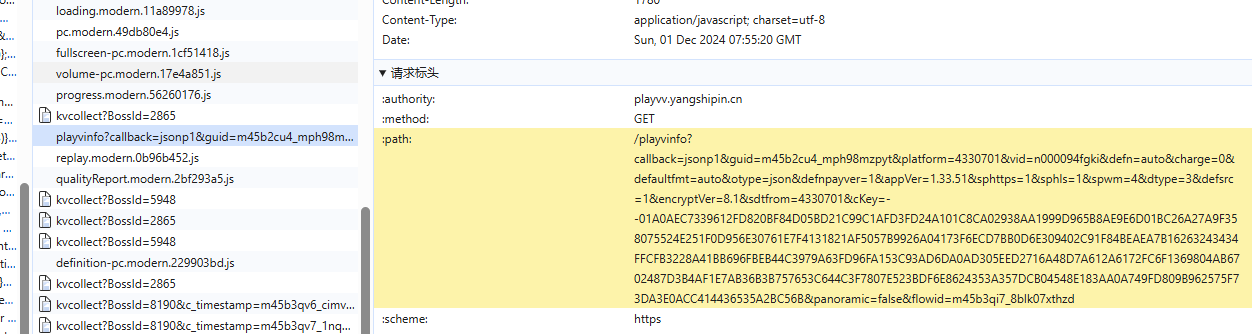 loading.modern.11a89978.js
pc.modern.49db80e4.js
fullscreen-pc.modern.1cf51418.js
volume-pc.modern.17e4a851.js
progress.modern.56260176.js
kvcollect?BossId=2865
playvinfo?callback=jsonp1&guid=m45b2cu4_mph98m...
replay.modern.0b96b452.js
qualityReport.modern.2bf293a5.js
kvcollect?BossId=5948
kvcollect?BossId=2865
kvcollect?BossId=5948
definition-pc.modern.229903bd.js
kvcollect?BossId=2865
kvcollect?BossId=8190&c_timestamp=m45b3qv6_cimv...
kvcollect?BossId=8190&c_timestamp=m45b3qv7_1nq...
Content-Length: 1780
Content-Type: application/javascript; charset=utf-8
Date: Sun, 01 Dec 2024 07:55:20 GMT
▼ 请求标头
:authority: playvv.yangshipin.cn
:method: GET
:path: /playvinfo?
callback=jsonp1&guid=m45b2cu4_mph98mzpyt&platform=4330701&vid=n000094fgki&defn=auto&charge=0&
defaultfmt=auto&otype=json&defnpayver=1&appVer=1.33.51&sphttps=1&sphls=1&spwm=4&dtype=3&defsrc
=1&encryptVer=8.1&sdtfrom=4330701&cKey=-
-01A0AEC7339612FD820BF84D05BD21C99C1AFD3FD24A101C8CA02938AA1999D965B8AE9E6D01BC26A27A9F35
8075524E251F0D956E30761E7F4131821AF5057B9926A04173F6ECD7BB0D6E309402C91F84BEAEA7B16263243434
FFCFB3228A41BB696FBEB44C3979A63FD96FA153C93AD6DA0AD305EED2716A48D7A612A6172FC6F1369804AB6
702487D3B4AF1E7AB36B3B757653C644C3F7807E523BDF6E8624353A357DCB04548E183AA0A749FD809B962575F7
3DA3E0ACC414436535A2BC56B&panoramic=false&flowid=m45b3qi7_8blk07xthzd
:scheme: https